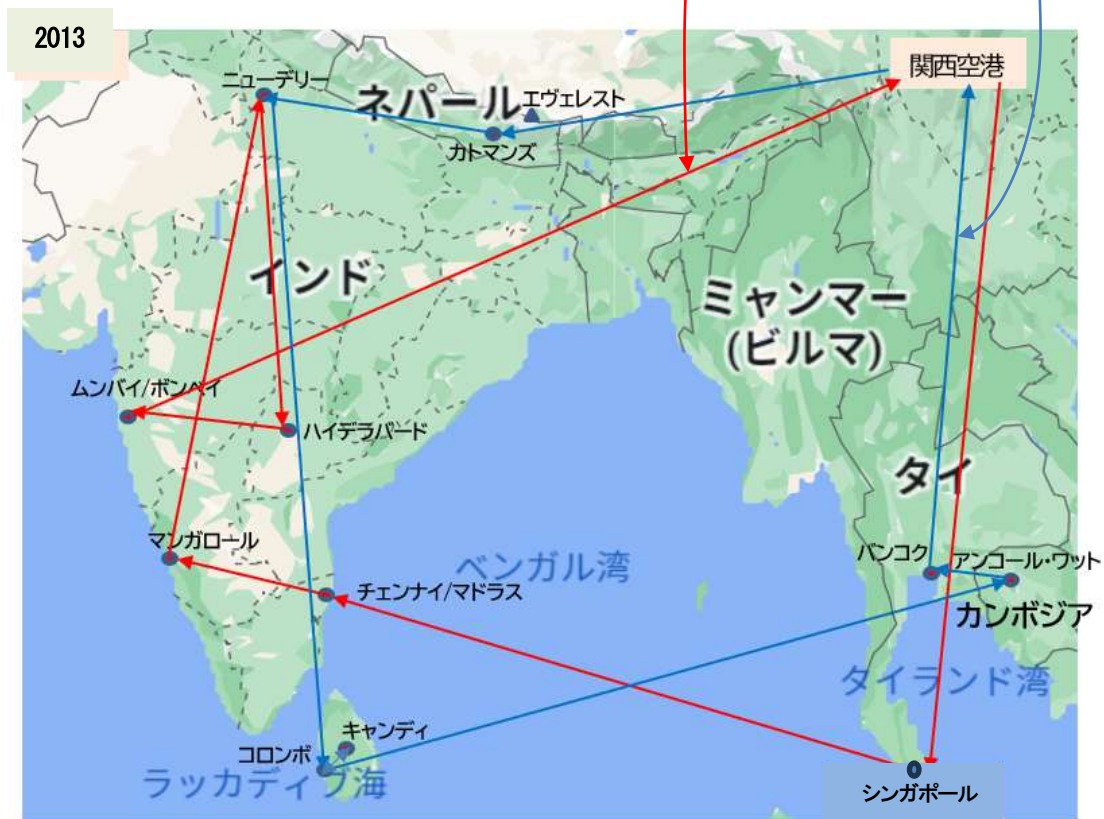 2013
関西空港
ニューデリー
ネパール
エヴェレスト
カトマンズ
インド
ミャンマー
(ビルマ)
ムンバイ/ボンベイ
ハイデラバード
タイ
マンガロール
ベンガル湾
バンコク
アンコール・ワット
チェンナイ/マドラス
カンボジア
タイランド湾
キャンディ
コロンボ
ラッカディブ海
シンガポール